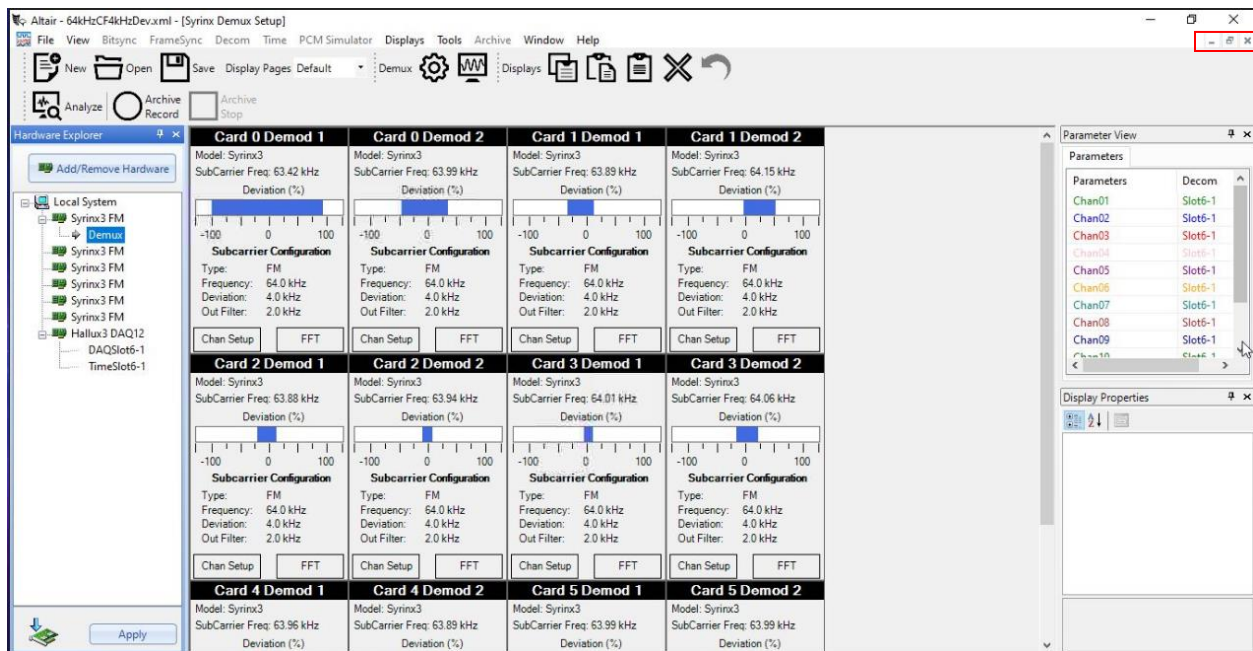 Altair - 64kHzCF4kHzDev.xml - [Syrinx Demux Setup]
File View Bitsync FrameSync Decom Time PCM Simulator Displays Tools Archive Window Help
New Open Save Display Pages Default Demux Displays
Analyze Archive Record Archive Stop
Hardware Explorer
Add/Remove Hardware
Local System
Syrinx3 FM
Demux
Syrinx3 FM
Syrinx3 FM
Syrinx3 FM
Syrinx3 FM
Syrinx3 FM
Hallux3 DAQ12
DAQSlot6-1
TimeSlot6-1
Apply
Card 0 Demod 1 Card 0 Demod 2 Card 1 Demod 1 Card 1 Demod 2
Model: Syrinx3 Model: Syrinx3 Model: Syrinx3 Model: Syrinx3
SubCarrier Freq: 63.42 kHz SubCarrier Freq: 63.99 kHz SubCarrier Freq: 63.89 kHz SubCarrier Freq: 64.15 kHz
Deviation (%) Deviation (%) Deviation (%) Deviation (%)
-100 0 100 -100 0 100 -100 0 100 -100 0 100
Subcarrier Configuration Subcarrier Configuration Subcarrier Configuration Subcarrier Configuration
Type: FM Type: FM Type: FM Type: FM
Frequency: 64.0 kHz Frequency: 64.0 kHz Frequency: 64.0 kHz Frequency: 64.0 kHz
Deviation: 4.0 kHz Deviation: 4.0 kHz Deviation: 4.0 kHz Deviation: 4.0 kHz
Out Filter: 2.0 kHz Out Filter: 2.0 kHz Out Filter: 2.0 kHz Out Filter: 2.0 kHz
Chan Setup FFT Chan Setup FFT Chan Setup FFT Chan Setup FFT
Card 2 Demod 1 Card 2 Demod 2 Card 3 Demod 1 Card 3 Demod 2
Model: Syrinx3 Model: Syrinx3 Model: Syrinx3 Model: Syrinx3
SubCarrier Freq: 63.88 kHz SubCarrier Freq: 63.94 kHz SubCarrier Freq: 64.01 kHz SubCarrier Freq: 64.06 kHz
Deviation (%) Deviation (%) Deviation (%) Deviation (%)
-100 0 100 -100 0 100 -100 0 100 -100 0 100
Subcarrier Configuration Subcarrier Configuration Subcarrier Configuration Subcarrier Configuration
Type: FM Type: FM Type: FM Type: FM
Frequency: 64.0 kHz Frequency: 64.0 kHz Frequency: 64.0 kHz Frequency: 64.0 kHz
Deviation: 4.0 kHz Deviation: 4.0 kHz Deviation: 4.0 kHz Deviation: 4.0 kHz
Out Filter: 2.0 kHz Out Filter: 2.0 kHz Out Filter: 2.0 kHz Out Filter: 2.0 kHz
Chan Setup FFT Chan Setup FFT Chan Setup FFT Chan Setup FFT
Card 4 Demod 1 Card 4 Demod 2 Card 5 Demod 1 Card 5 Demod 2
Model: Syrinx3 Model: Syrinx3 Model: Syrinx3 Model: Syrinx3
SubCarrier Freq: 63.96 kHz SubCarrier Freq: 63.89 kHz SubCarrier Freq: 63.99 kHz SubCarrier Freq: 63.99 kHz
Deviation (%) Deviation (%) Deviation (%) Deviation (%)
Parameter View
Parameters
Parameters Decom
Chan01 Slot6-1
Chan02 Slot6-1
Chan03 Slot6-1
Chan04 Slot6-1
Chan05 Slot6-1
Chan06 Slot6-1
Chan07 Slot6-1
Chan08 Slot6-1
Chan09 Slot6-1
Chan10 Slot6-1
Display Properties